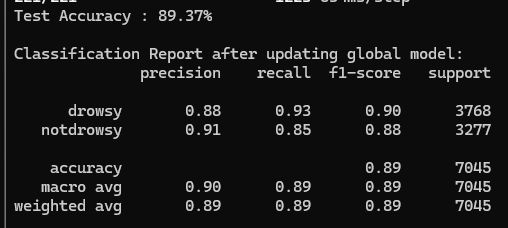 Test Accuracy : 89.37%
Classification Report after updating global model:
precision recall f1-score support
drowsy 0.88 0.93 0.90 3768
notdrowsy 0.91 0.85 0.88 3277
accuracy 0.89 7045
macro avg 0.90 0.89 0.89 7045
weighted avg 0.89 0.89 0.89 7045